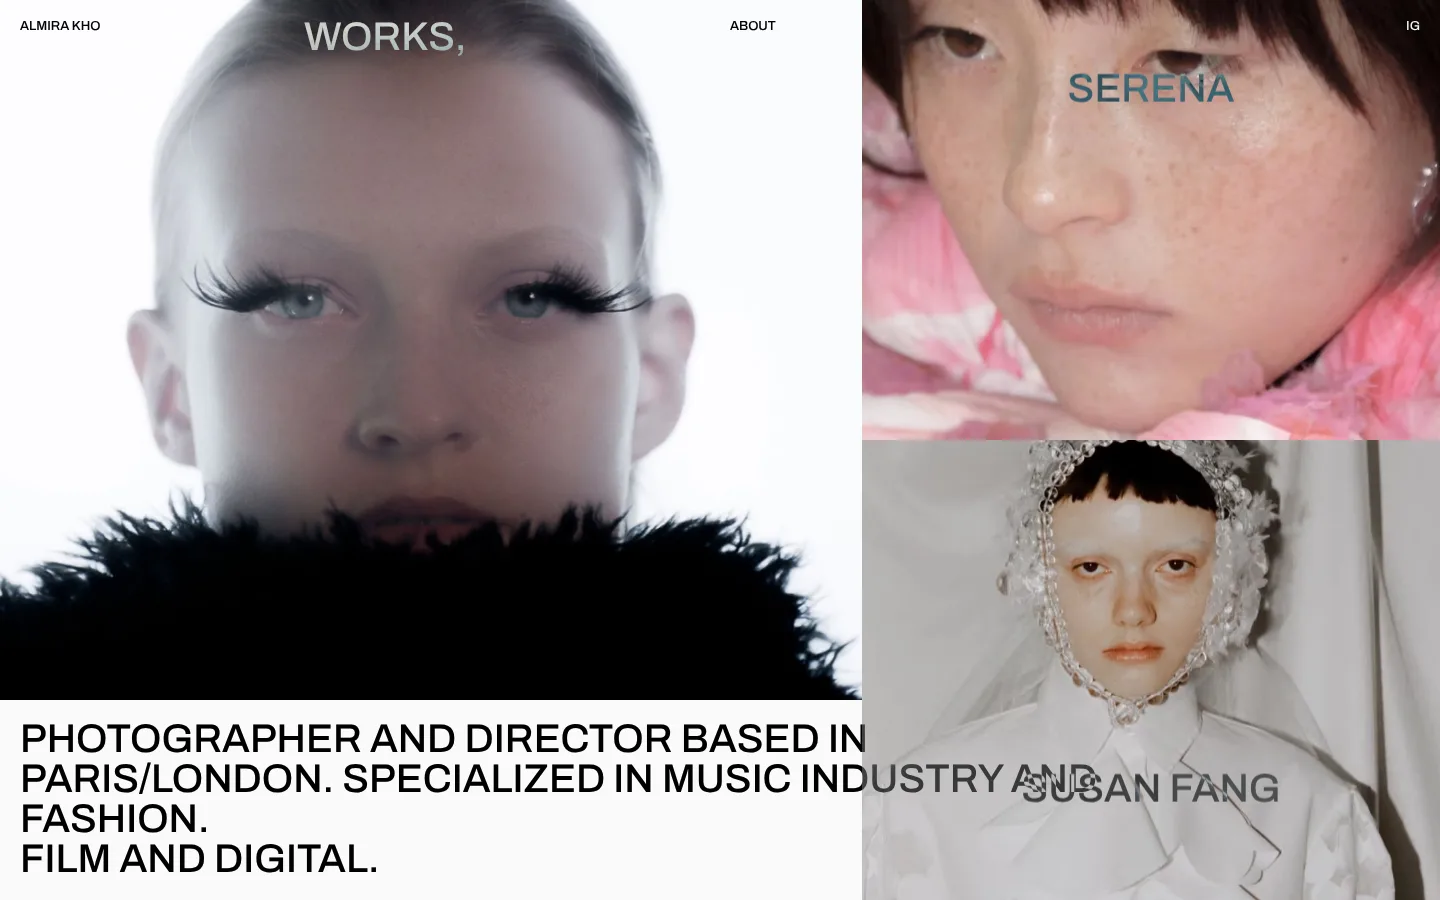 ALMIRA KHO
WORKS,
ABOUT
IG
SERENA
PHOTOGRAPHER AND DIRECTOR BASED IN
PARIS/LONDON. SPECIALIZED IN MUSIC INDUSTRY AND
FASHION.
FILM AND DIGITAL.
SUSAN FANG